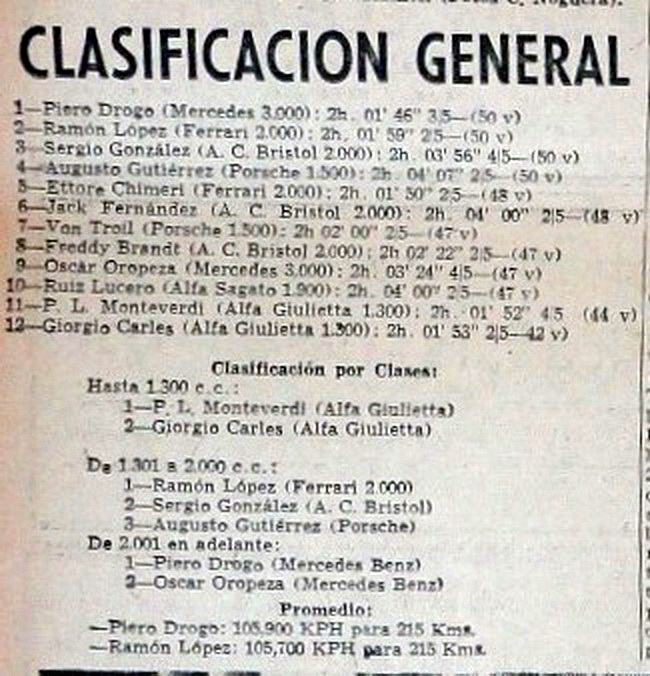 CLASIFICACION GENERAL
1—Piero Drogo (Mercedes 3.000): 2h. 01' 46" 3|5—(50 v)
2—Ramón López (Ferrari 2.000): 2h. 01' 59" 2|5—(50 v)
3—Sergio González (A. C. Bristol 2.000): 2h. 03' 56" 4|5—(50 v)
4—Augusto Gutiérrez (Porsche 1.500): 2h. 04' 07" 2|5—(50 v)
5—Ettore Chimeri (Ferrari 2.000): 2h. 01' 50" 2|5—(48 v)
6—Jack Fernández (A. C. Bristol 2.000): 2h. 04' 00" 2|5—(48 v)
7—Von Troil (Porsche 1.500): 2h 02' 00" 2|5—(47 v)
8—Freddy Brandt (A. C. Bristol 2.000): 2h 02' 22" 2|5—(47 v)
9—Oscar Oropeza (Mercedes 3.000): 2h. 03' 24" 4|5—(47 v)
10—Ruiz Lucero (Alfa Sagato 1.900): 2h. 04' 00" 2|5—(47 v)
11—P. L. Monteverdi (Alfa Giulietta 1.300): 2h. 01' 52" 4|5 (44 v)
12—Giorgio Carles (Alfa Giulietta 1.300): 2h. 01' 53" 2|5—42 v)
Clasificación por Clases:
Hasta 1.300 c.c.:
1—P. L. Monteverdi (Alfa Giulietta)
2—Giorgio Carles (Alfa Giulietta)
De 1.301 a 2.000 c.c.:
1—Ramón López (Ferrari 2.000)
2—Sergio González (A. C. Bristol)
3—Augusto Gutiérrez (Porsche)
De 2.001 en adelante:
1—Piero Drogo (Mercedes Benz)
2—Oscar Oropeza (Mercedes Benz)
Promedio:
—Piero Drogo: 105,900 KPH para 215 Kms.
—Ramón López: 105,700 KPH para 215 Kms.